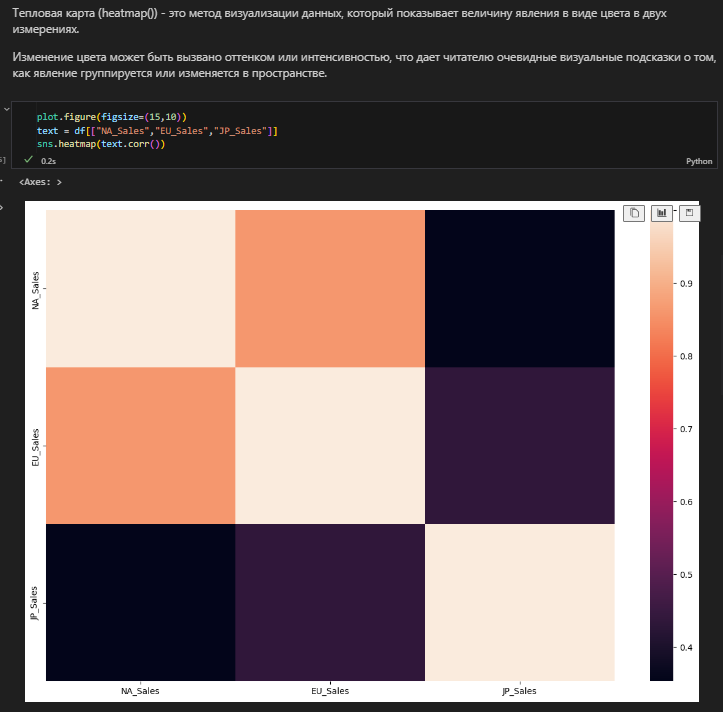 Тепловая карта (heatmap()) - это метод визуализации данных, который показывает величину явления в виде цвета в двух
измерениях.
Изменение цвета может быть вызвано оттенком или интенсивностью, что дает читателю очевидные визуальные подсказки о том,
как явление группируется или изменяется в пространстве.
plot.figure(figsize=(15,10))
text = df[["NA_Sales","EU_Sales","JP_Sales"]]
sns.heatmap(text.corr())
0.2s
Python
<Axes: >
NA_Sales
EU_Sales
JP_Sales
NA_Sales
EU_Sales
JP_Sales
0.9
0.8
0.7
0.6
0.5
0.4